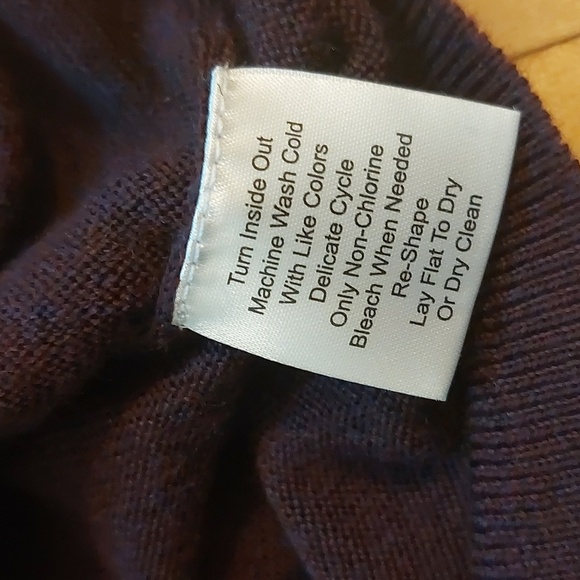 Turn Inside Out
Machine Wash Cold
With Like Colors
Delicate Cycle
Only Non-Chlorine
Bleach When Needed
Re-Shape
Lay Flat To Dry
Or Dry Clean